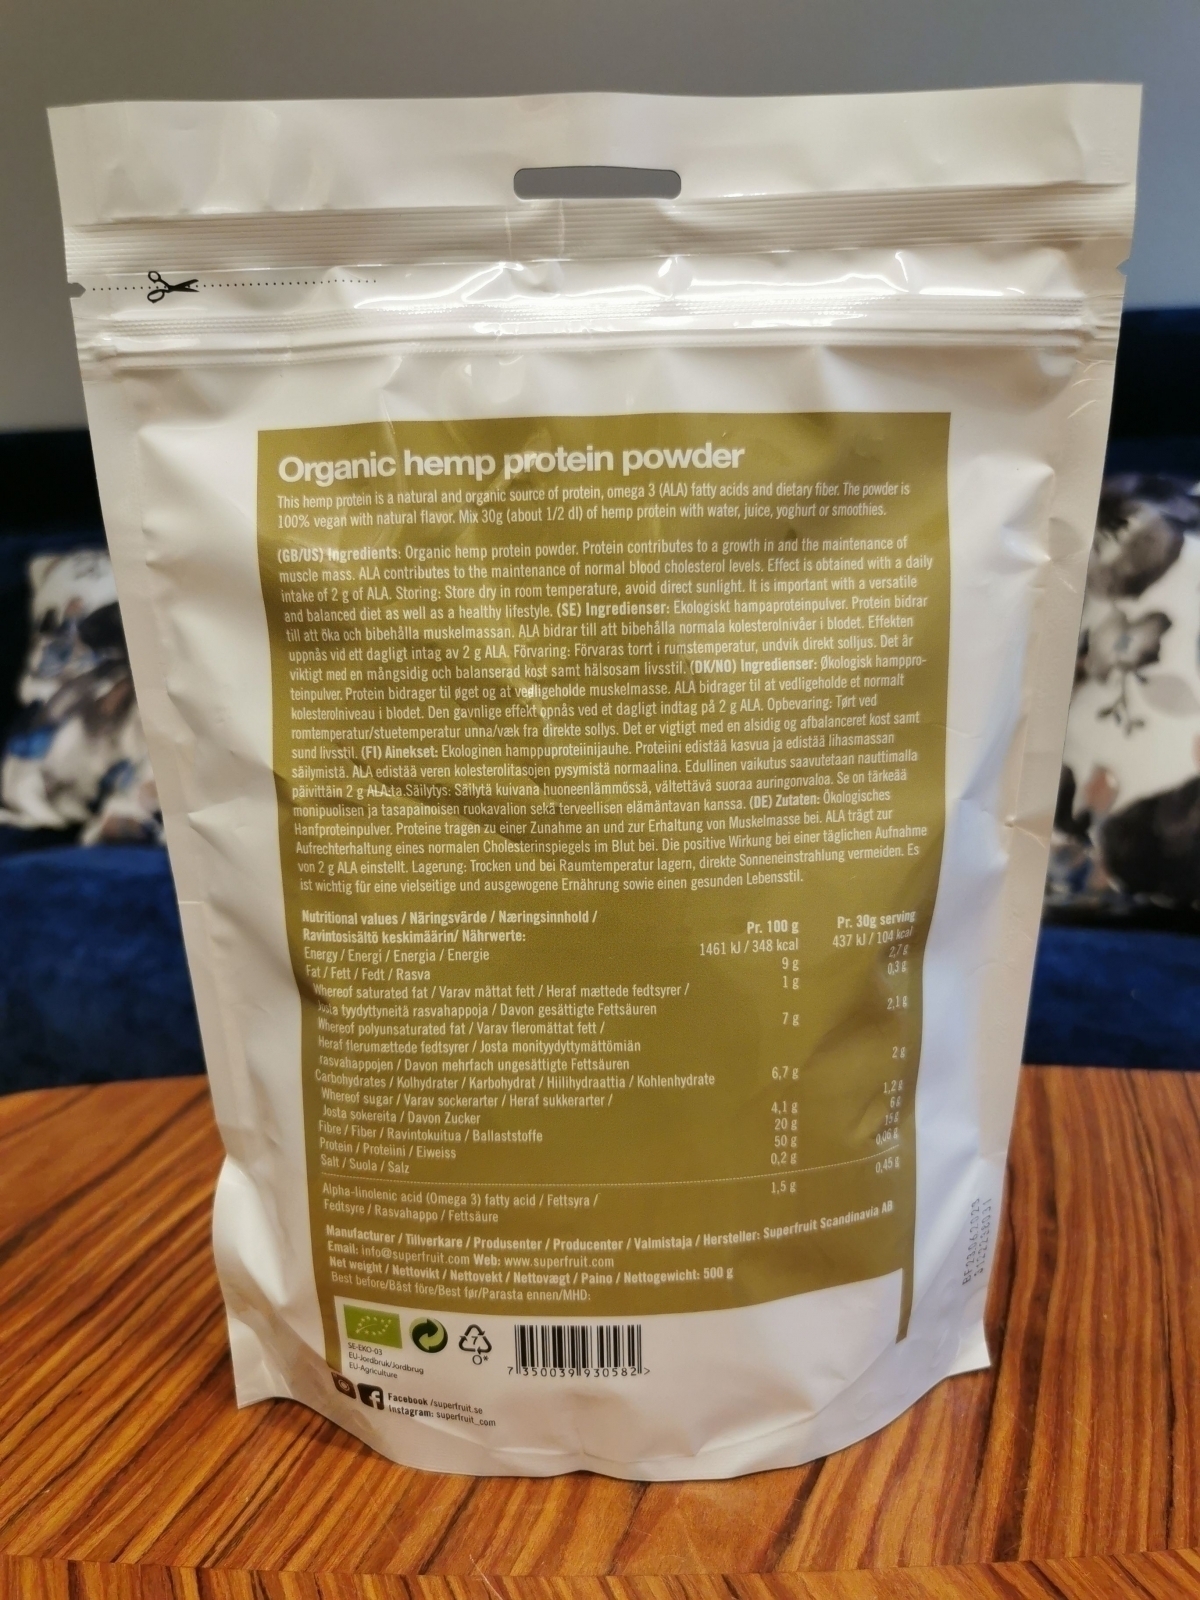 Organic hemp protein powder
This hemp protein is a natural and organic source of protein, omega 3 (ALA) fatty acids and dietary fiber. The powder is
100% vegan with natural flavor. Mix 30g (about 1/2 dl) of hemp protein with water, juice, yoghurt or smoothies.
(GB/US) Ingredients: Organic hemp protein powder. Protein contributes to a growth in and the maintenance of
muscle mass. ALA contributes to the maintenance of normal blood cholesterol levels. Effect is obtained with a daily
intake of 2 g of ALA. Storing: Store dry in room temperature, avoid direct sunlight. It is important with a versatile
and balanced diet as well as a healthy lifestyle. (SE) Ingredienser: Ekologiskt hampaproteinpulver. Protein bidrar
till att öka och bibehålla muskelmassan. ALA bidrar till att bibehålla normala kolesterolnivåer i blodet. Effekten
uppnås vid ett dagligt intag av 2 g ALA. Förvaring: Förvaras torrt i rumstemperatur, undvik direkt solljus. Det är
viktigt med en mångsidig och balanserad kost samt hälsosam livsstil. (DK/NO) Ingredienser: Økologisk hamppro-
teinpulver. Protein bidrager til øget og at vedligeholde muskelmasse. ALA bidrager til at vedligeholde et normalt
kolesterolniveau i blodet. Den gavnlige effekt opnås ved et dagligt indtag på 2 g ALA. Opbevaring: Tørt ved
romtemperatur/stuetemperatur unna/væk fra direkte sollys. Det er vigtigt med en alsidig og afbalanceret kost samt
sund livsstil. (FI) Ainekset: Ekologinen hamppuproteiinijauhe. Proteiini edistää kasvua ja edistää lihasmassan
säilymistä. ALA edistää veren kolesterolitasojen pysymistä normaalina. Edullinen vaikutus saavutetaan nauttimalla
päivittäin 2 g ALA:ta.Säilytys: Säilytä kuivana huoneenlämmössä, vältettävä suoraa auringonvaloa. Se on tärkeää
monipuolisen ja tasapainoisen ruokavalion sekä terveellisen elämäntavan kanssa. (DE) Zutaten: Ökologisches
Hanfproteinpulver. Proteine tragen zu einer Zunahme an und zur Erhaltung von Muskelmasse bei. ALA trägt zur
Aufrechterhaltung eines normalen Cholesterinspiegels im Blut bei. Die positive Wirkung bei einer täglichen Aufnahme
von 2 g ALA einstellt. Lagerung: Trocken und bei Raumtemperatur lagern, direkte Sonneneinstrahlung vermeiden. Es
ist wichtig für eine vielseitige und ausgewogene Ernährung sowie einen gesunden Lebensstil.
Nutritional values / Näringsvärde / Næringsinnhold /
Ravintosisältö keskimäärin/ Nährwerte: Pr. 100 g Pr. 30g serving
Energy / Energi / Energia / Energie 1461 kJ / 348 kcal 437 kJ / 104 kcal
Fat / Fett / Fedt / Rasva 9 g 2,7 g
Whereof saturated fat / Varav mättat fett / Heraf mættede fedtsyrer / 1 g 0,3 g
Josta tyydyttyneitä rasvahappoja / Davon gesättigte Fettsäuren
Whereof polyunsaturated fat / Varav fleromättat fett / 7 g 2,1 g
Heraf flerumættede fedtsyrer / Josta monityydyttymättömiän
rasvahappojen / Davon mehrfach ungesättigte Fettsäuren
Carbohydrates / Kolhydrater / Karbohydrat / Hiilihydraattia / Kohlenhydrate 6,7 g 2 g
Whereof sugar / Varav sockerarter / Heraf sukkerarter /
Josta sokereita / Davon Zucker 4,1 g 1,2 g
Fibre / Fiber / Ravintokuitua / Ballaststoffe 20 g 6 g
Protein / Proteiini / Eiweiss 50 g 15 g
Salt / Suola / Salz 0,2 g 0,06 g
Alpha-linolenic acid (Omega 3) fatty acid / Fettsyra / 1,5 g 0,45 g
Fedtsyre / Rasvahappo / Fettsäure
Manufacturer / Tillverkare / Produsenter / Producenter / Valmistaja / Hersteller: Superfruit Scandinavia AB
Email: info@superfruit.com Web: www.superfruit.com
Net weight / Nettovikt / Nettovekt / Nettovægt / Paino / Nettogewicht: 500 g
Best before/Bäst före/Best før/Parasta ennen/MHD:
SE-EKO-03
EU-Jordbruk/Jordbrug
EU-Agriculture
7
O*
7 350039 930582 >
Facebook /superfruit.se
Instagram: superfruit_com